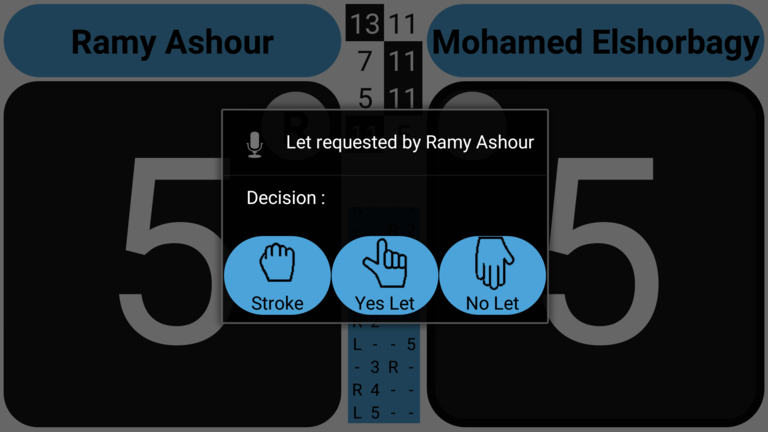 Ramy Ashour
13 11
Mohamed Elshorbagy
7 11
5 11
5
5
Let requested by Ramy Ashour
Decision :
Stroke
Yes Let
No Let
L - - 5
- 3 R -
R 4 - -
L 5 - -